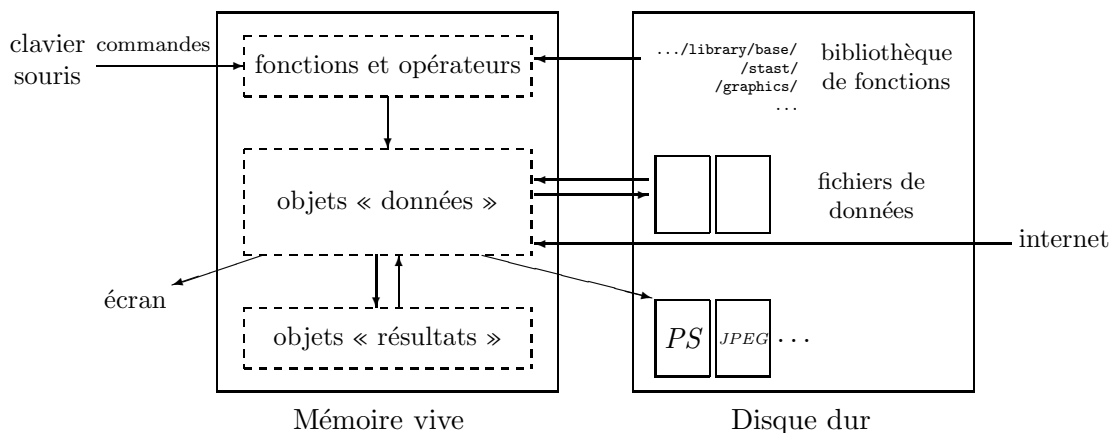 clavier
souris
commandes
fonctions et opérateurs
.../library/base/
/stast/
/graphics/
...
bibliothèque
de fonctions
objets « données »
fichiers de
données
internet
écran
objets « résultats »
PS
JPEG
...
Mémoire vive
Disque dur